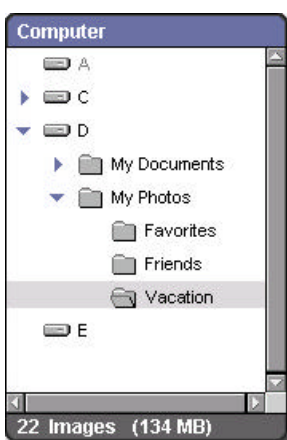 Computer
A
C
D
My Documents
My Photos
Favorites
Friends
Vacation
E
22 Images (134 MB)